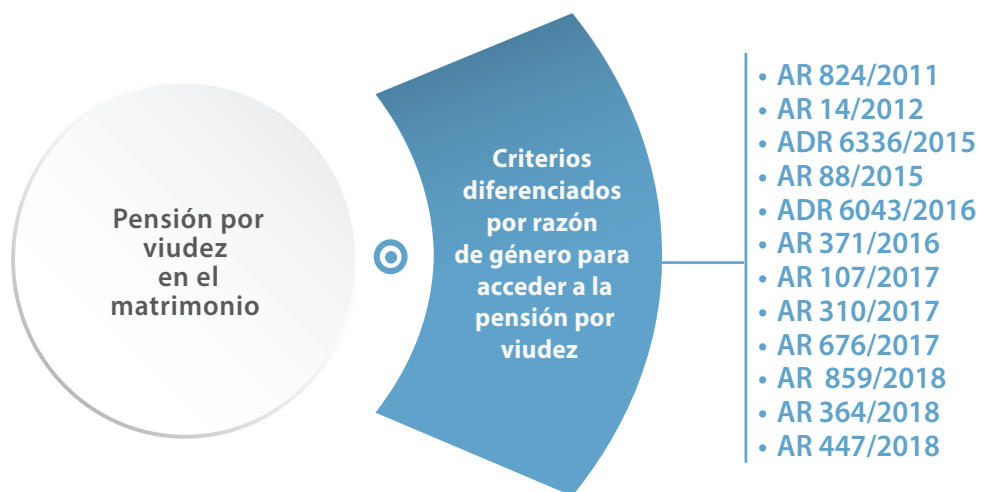 Pensión por
viudez
en el
matrimonio
Criterios
diferenciados
por razón
de género para
acceder a la
pensión por
viudez
• AR 824/2011
• AR 14/2012
• ADR 6336/2015
• AR 88/2015
• ADR 6043/2016
• AR 371/2016
• AR 107/2017
• AR 310/2017
• AR 676/2017
• AR  859/2018
• AR 364/2018
• AR 447/2018